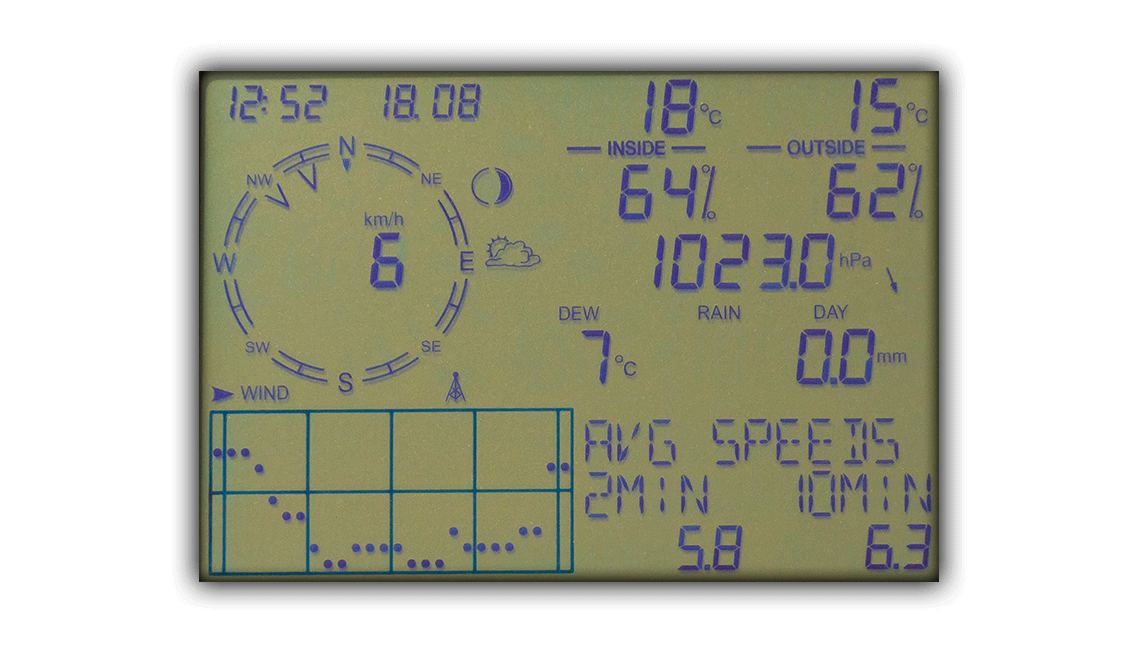 12:52 18.08 18°C 15°C
INSIDE OUTSIDE
64% 62%
N
NW NE
km/h
6
W E
1023.0 hPa
DEW RAIN DAY
7°C 0.0 mm
SW SE
S
WIND
AVG SPEEDS
2MIN 10MIN
5.8 6.3